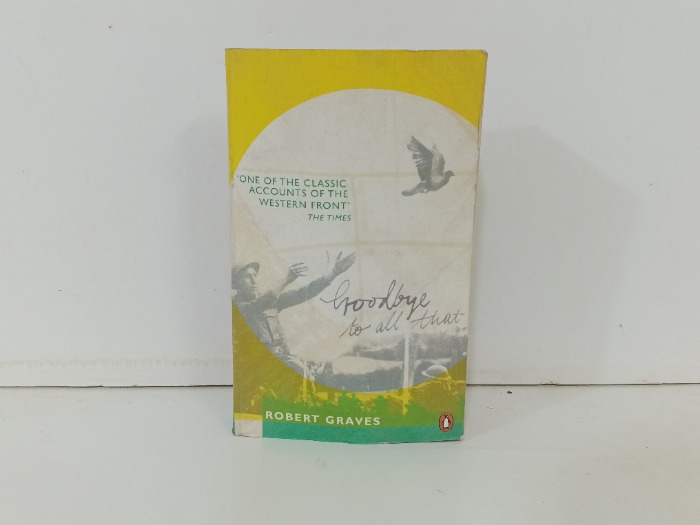 'ONE OF THE CLASSIC
ACCOUNTS OF THE
WESTERN FRONT'
THE TIMES
Goodbye
to all that
ROBERT GRAVES